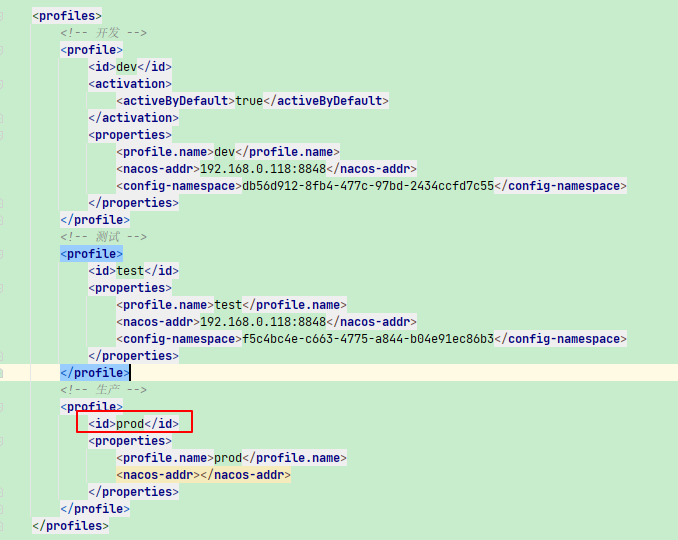 <profiles>
<!-- 开发 -->
<profile>
<id>dev</id>
<activation>
<activeByDefault>true</activeByDefault>
</activation>
<properties>
<profile.name>dev</profile.name>
<nacos-addr>192.168.0.118:8848</nacos-addr>
<config-namespace>db56d912-8fb4-477c-97bd-2434ccfd7c55</config-namespace>
</properties>
</profile>
<!-- 测试 -->
<profile>
<id>test</id>
<properties>
<profile.name>test</profile.name>
<nacos-addr>192.168.0.118:8848</nacos-addr>
<config-namespace>f5c4bc4e-c663-4775-a844-b04e91ec86b3</config-namespace>
</properties>
</profile>
<!-- 生产 -->
<profile>
<id>prod</id>
<properties>
<profile.name>prod</profile.name>
<nacos-addr></nacos-addr>
</properties>
</profile>
</profiles>